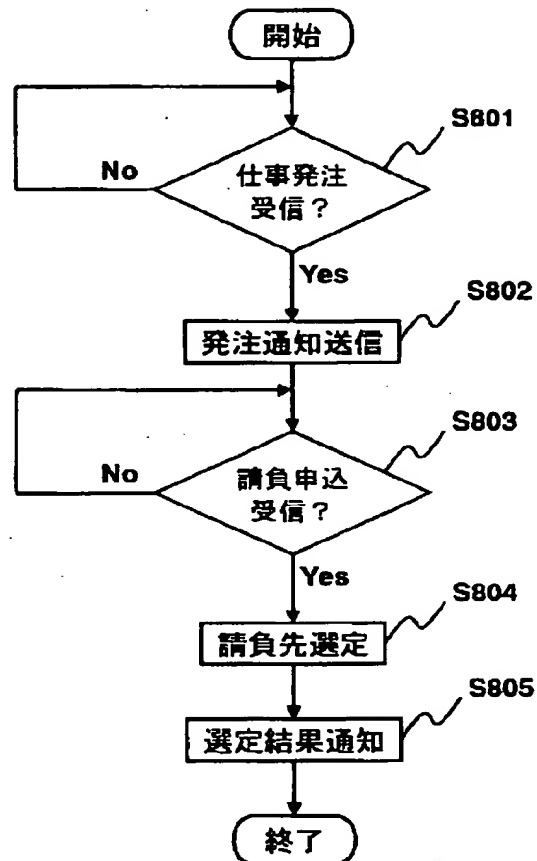 開始
S801
仕事発注
受信？
No
Yes
S802
発注通知送信
S803
請負申込
受信？
No
Yes
S804
請負先選定
S805
選定結果通知
終了